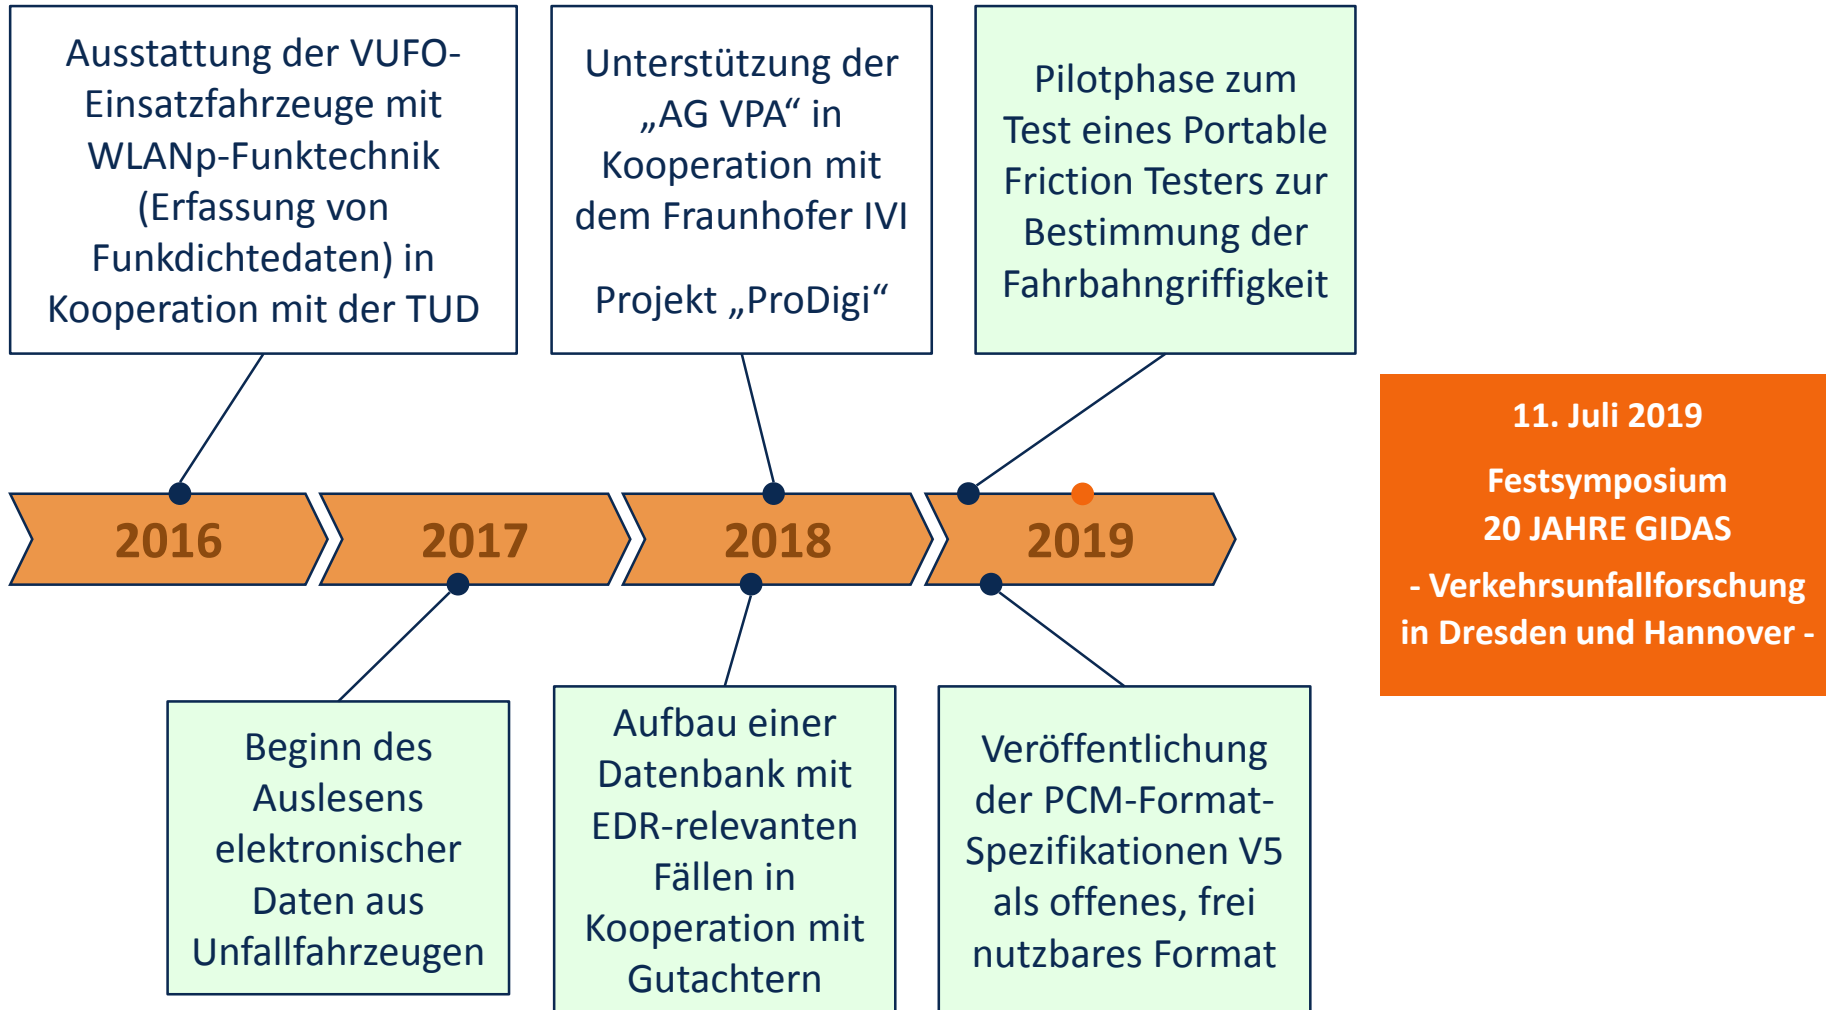 Ausstattung der VUFO-
Einsatzfahrzeuge mit
WLANp-Funktechnik
(Erfassung von
Funkdichtedaten) in
Kooperation mit der TUD
Unterstützung der
„AG VPA“ in
Kooperation mit
dem Fraunhofer IVI
Projekt „ProDigi“
Pilotphase zum
Test eines Portable
Friction Testers zur
Bestimmung der
Fahrbahngriffigkeit
11. Juli 2019
Festsymposium
20 JAHRE GIDAS
- Verkehrsunfallforschung
in Dresden und Hannover -
2016
2017
2018
2019
Beginn des
Auslesens
elektronischer
Daten aus
Unfallfahrzeugen
Aufbau einer
Datenbank mit
EDR-relevanten
Fällen in
Kooperation mit
Gutachtern
Veröffentlichung
der PCM-Format-
Spezifikationen V5
als offenes, frei
nutzbares Format